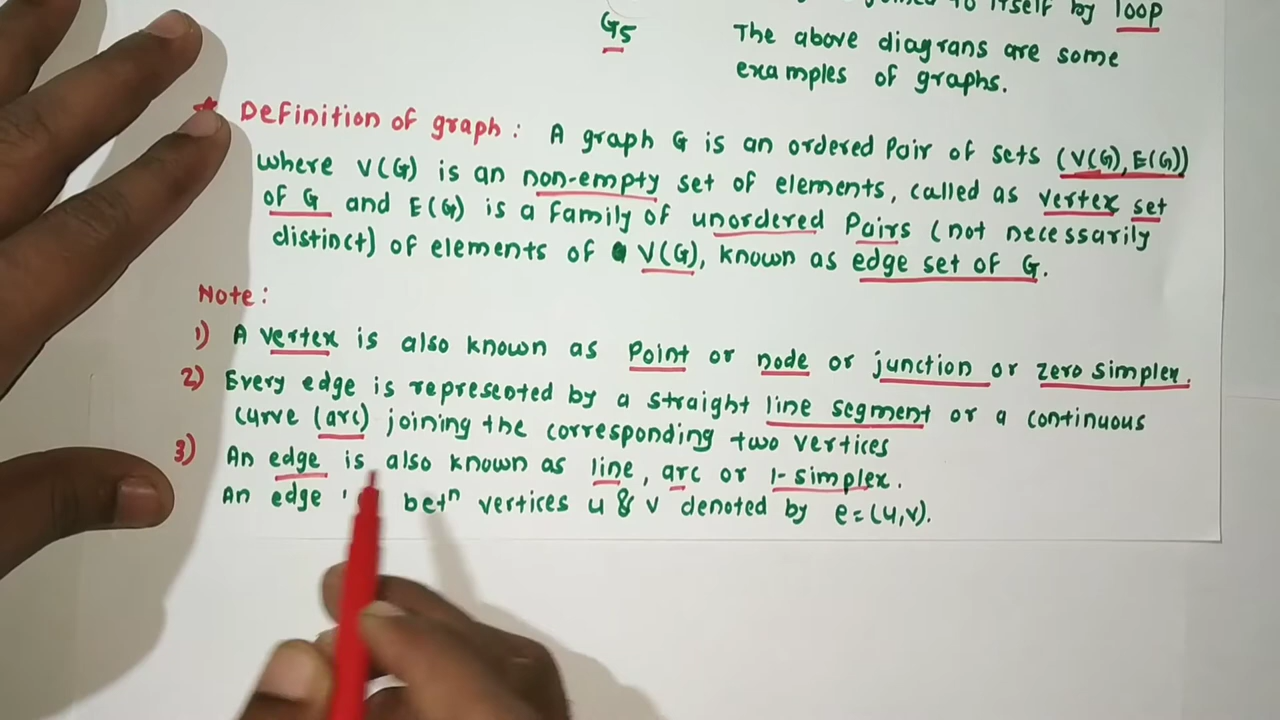 to itself by loop
G5
The above diagrans are some
examples of graphs.
* Definition of graph: A graph G is an ordered Pair of sets (V(G), E(G))
where V(G) is an non-empty set of elements, called as vertex set
of G and E(G) is a family of unordered Pairs (not necessarily
distinct) of elements of V(G), known as edge set of G.
Note:
1) A vertex is also known as Point or node or junction or zero simplex.
2) Every edge is represented by a straight line segment or a continuous
curve (arc) joining the corresponding two vertices
3) An edge is also known as line, arc or 1-simplex.
An edge betⁿ vertices u & v denoted by e=(u,v).